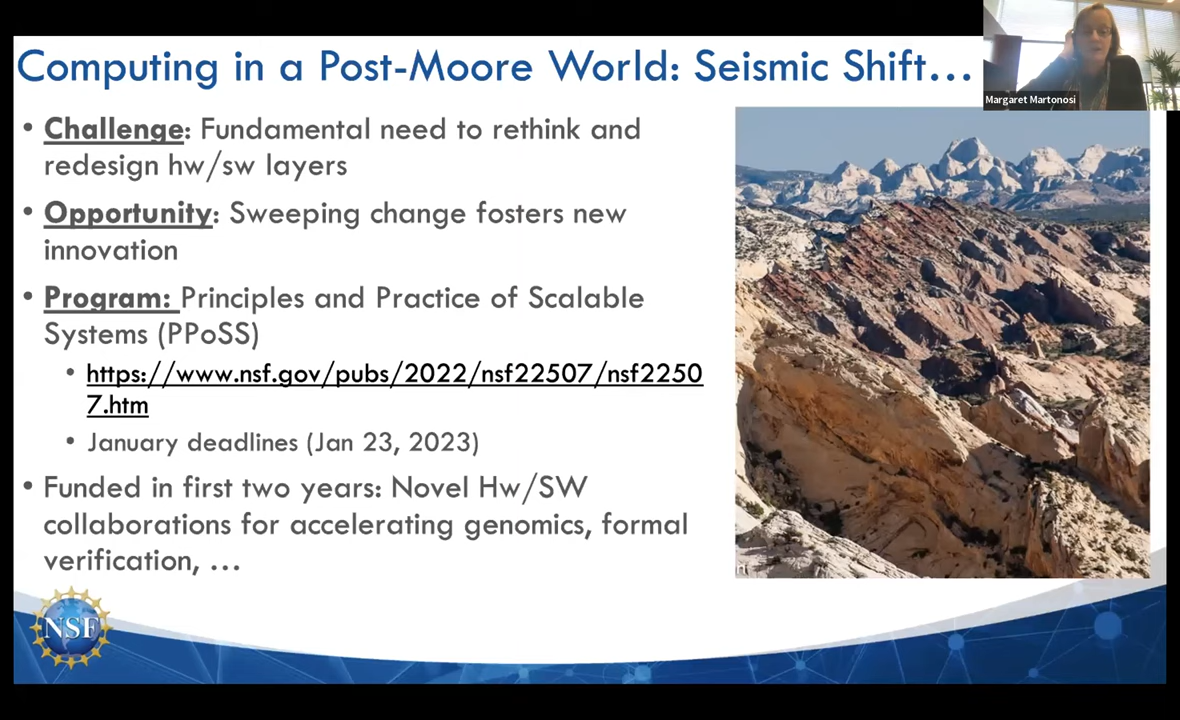 Computing in a Post-Moore World: Seismic Shift...
Margaret Martonosi
• Challenge: Fundamental need to rethink and
redesign hw/sw layers
• Opportunity: Sweeping change fosters new
innovation
• Program: Principles and Practice of Scalable
Systems (PPoSS)
• https://www.nsf.gov/pubs/2022/nsf22507/nsf2250
7.htm
• January deadlines (Jan 23, 2023)
• Funded in first two years: Novel Hw/SW
collaborations for accelerating genomics, formal
verification, ...
NSF